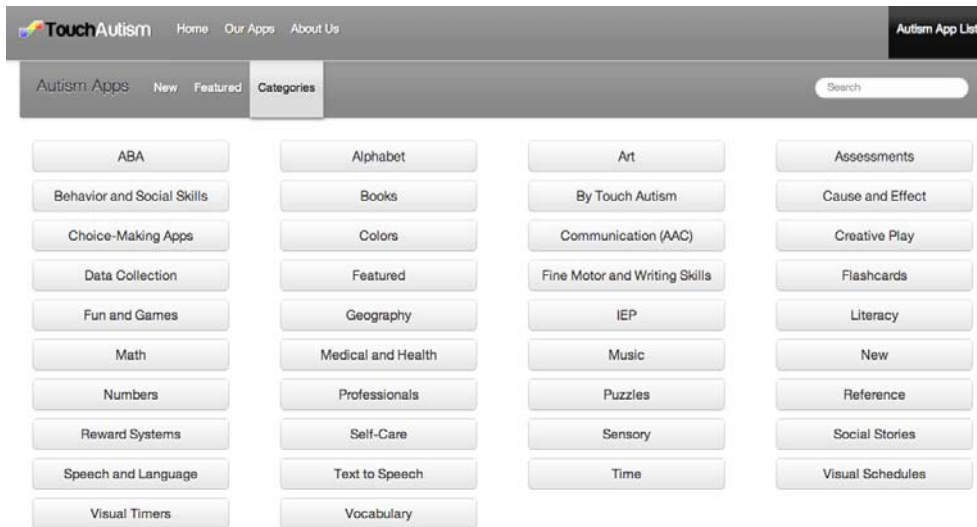 TouchAutism Home Our Apps About Us Autism App List
Autism Apps New Featured Categories Search
ABA Alphabet Art Assessments
Behavior and Social Skills Books By Touch Autism Cause and Effect
Choice-Making Apps Colors Communication (AAC) Creative Play
Data Collection Featured Fine Motor and Writing Skills Flashcards
Fun and Games Geography IEP Literacy
Math Medical and Health Music New
Numbers Professionals Puzzles Reference
Reward Systems Self-Care Sensory Social Stories
Speech and Language Text to Speech Time Visual Schedules
Visual Timers Vocabulary